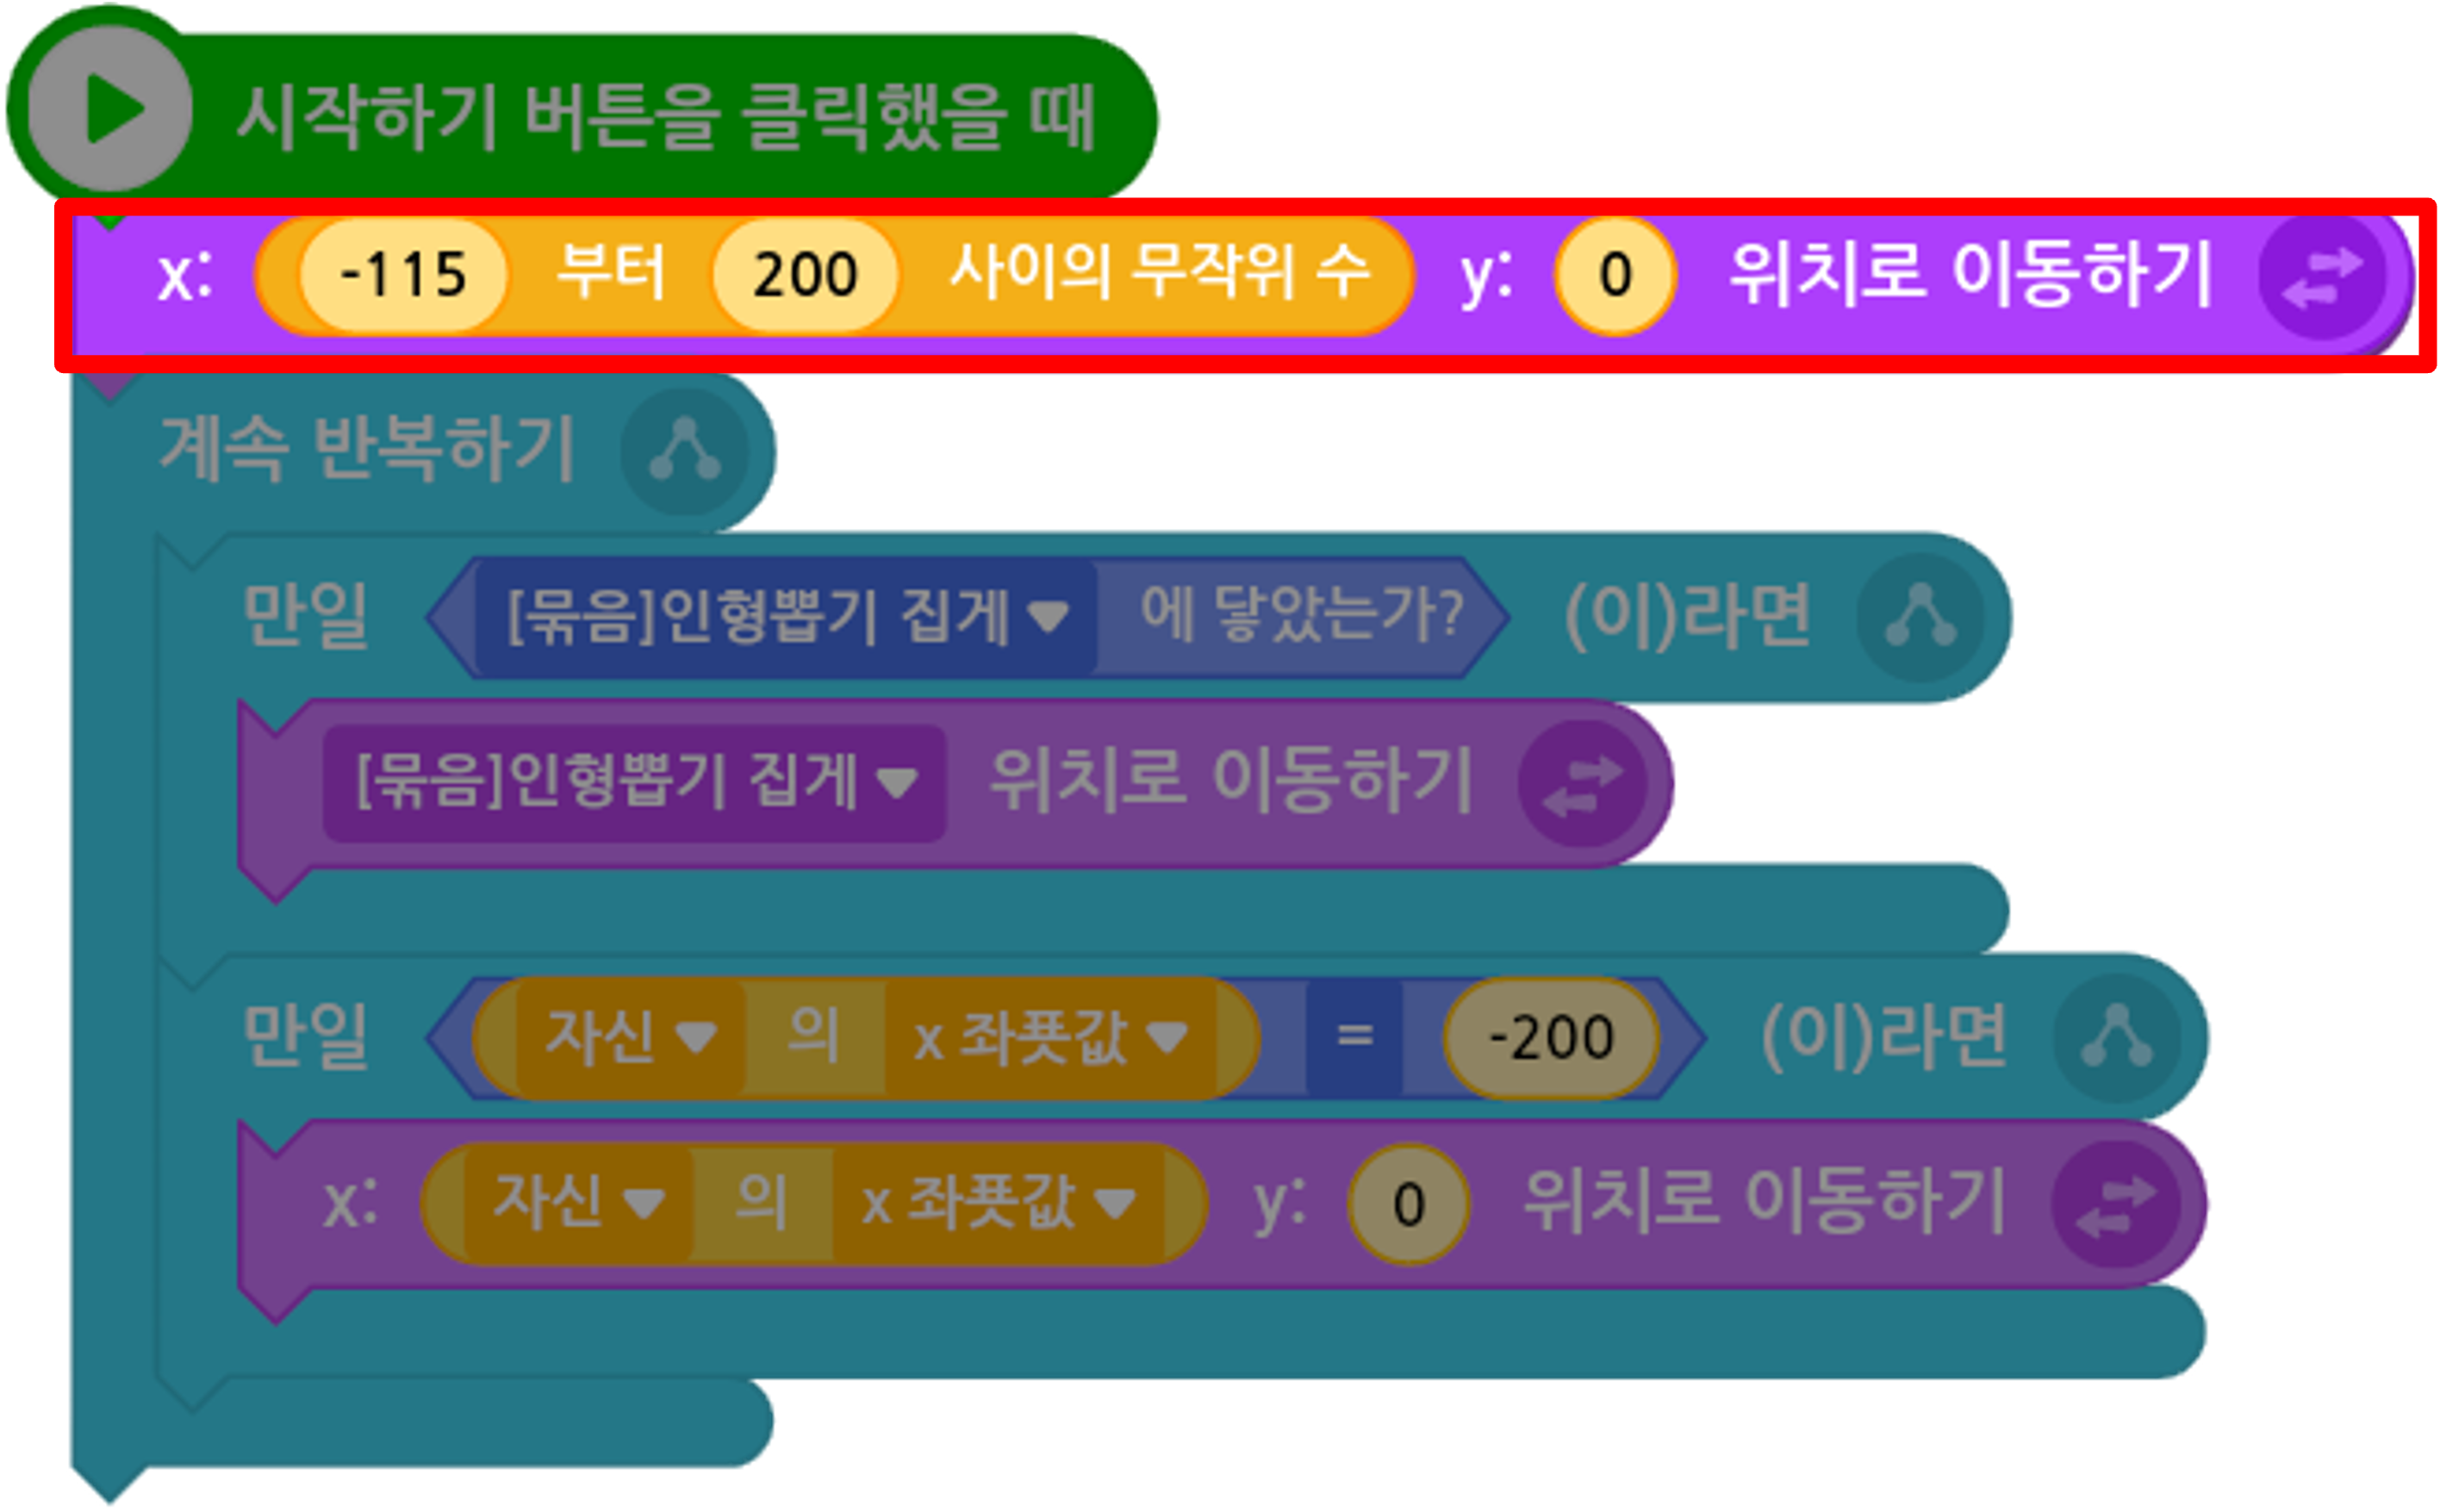 시작하기 버튼을 클릭했을 때
x: -115 부터 200 사이의 무작위 수 y: 0 위치로 이동하기
계속 반복하기
만일 [묶음]인형뽑기 집게 에 닿았는가? (이)라면
[묶음]인형뽑기 집게 위치로 이동하기
만일 자신 의 x 좌푯값 = -200 (이)라면
x: 자신 의 x 좌푯값 y: 0 위치로 이동하기